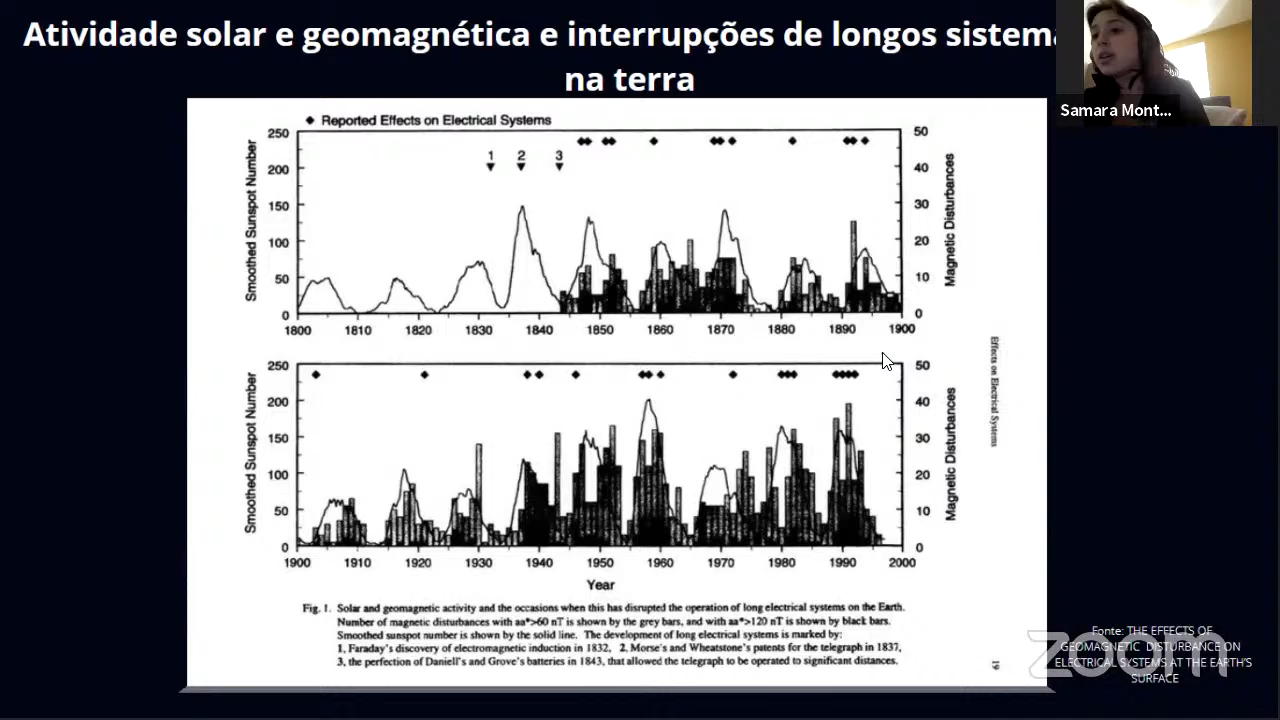 Atividade solar e geomagnética e interrupções de longos sistema
na terra
Samara Mont...
◆ Reported Effects on Electrical Systems
250
200
150
100
50
0
Smoothed Sunspot Number
1
2
3
50
40
30
20
10
0
Magnetic Disturbances
1800 1810 1820 1830 1840 1850 1860 1870 1880 1890 1900
250
200
150
100
50
0
Smoothed Sunspot Number
50
40
30
20
10
0
Magnetic Disturbances
1900 1910 1920 1930 1940 1950 1960 1970 1980 1990 2000
Year
Effects on Electrical Systems
Fig. 1. Solar and geomagnetic activity and the occasions when this has disrupted the operation of long electrical systems on the Earth.
Number of magnetic disturbances with aa*>60 nT is shown by the grey bars, and with aa*>120 nT is shown by black bars.
Smoothed sunspot number is shown by the solid line. The development of long electrical systems is marked by:
1, Faraday's discovery of electromagnetic induction in 1832, 2, Morse's and Wheatstone's patents for the telegraph in 1837,
3, the perfection of Daniell's and Grove's batteries in 1843, that allowed the telegraph to be operated to significant distances.
19
Fonte: THE EFFECTS OF
GEOMAGNETIC DISTURBANCE ON
ELECTRICAL SYSTEMS AT THE EARTH'S
SURFACE
zoom